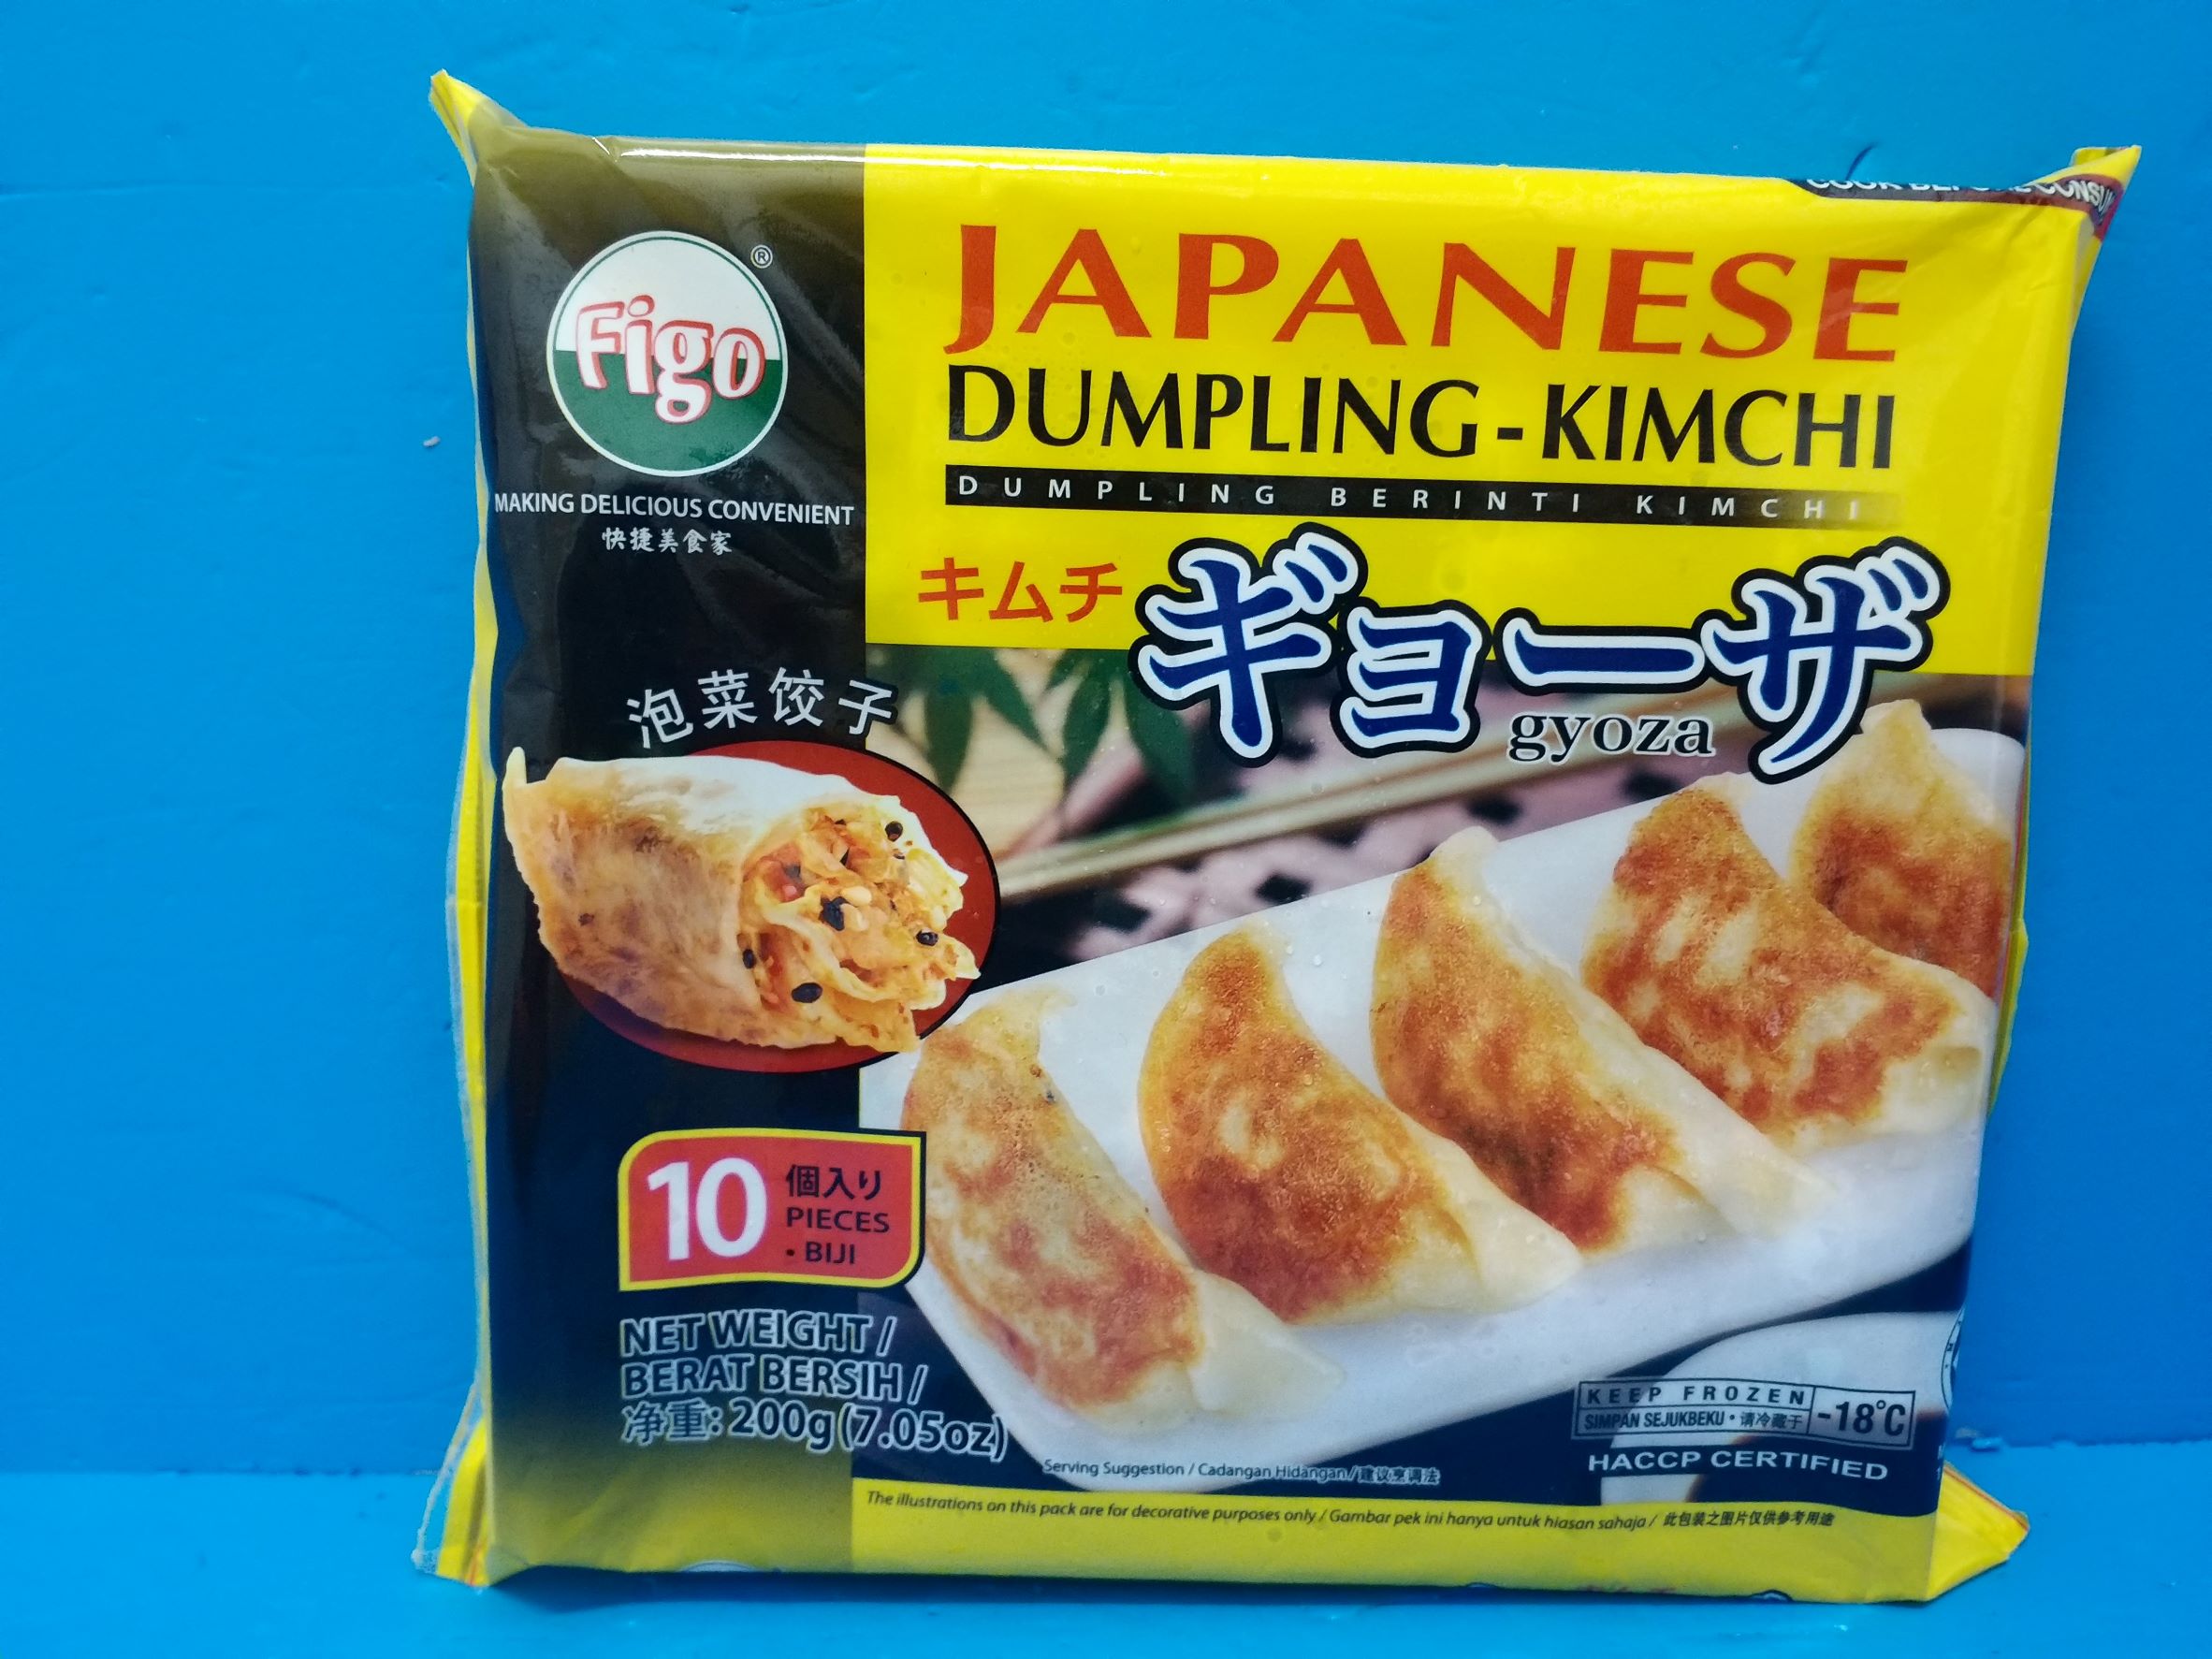 COOK BEFORE CONSU
Figo ®
MAKING DELICIOUS CONVENIENT
快捷美食家
JAPANESE
DUMPLING-KIMCHI
DUMPLING BERINTI KIMCHI
キムチ ギョーザ
gyoza
泡菜饺子
10 個入り
PIECES
• BIJI
NET WEIGHT /
BERAT BERSIH /
净重: 200g (7.05oz)
KEEP FROZEN
SIMPAN SEJUKBEKU • 请冷藏于
-18°C
HACCP CERTIFIED
Serving Suggestion / Cadangan Hidangan / 建议烹调法
The illustrations on this pack are for decorative purposes only / Gambar pek ini hanya untuk hiasan sahaja / 此包装之图片仅供参考用途